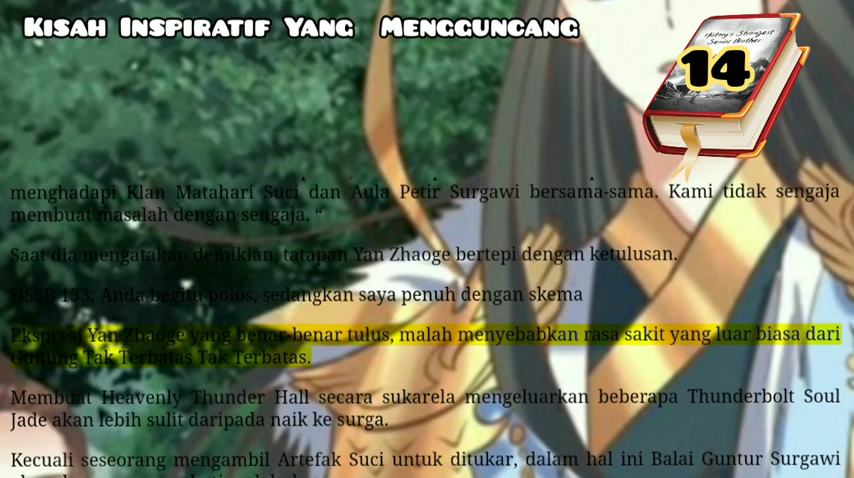 Kisah Inspiratif Yang Mengguncang
History's Strongest
Senior Brother
14
menghadapi Klan Matahari Suci dan Aula Petir Surgawi bersama-sama. Kami tidak sengaja
membuat masalah dengan sengaja. “
Saat dia mengatakan demikian, tatapan Yan Zhaoge bertepi dengan ketulusan.
HSSB 133: Anda begitu polos, sedangkan saya penuh dengan skema
Ekspresi Yan Zhaoge yang benar-benar tulus, malah menyebabkan rasa sakit yang luar biasa dari
Gunung Tak Terbatas Tak Terbatas.
Membuat Heavenly Thunder Hall secara sukarela mengeluarkan beberapa Thunderbolt Soul
Jade akan lebih sulit daripada naik ke surga.
Kecuali seseorang mengambil Artefak Suci untuk ditukar, dalam hal ini Balai Guntur Surgawi